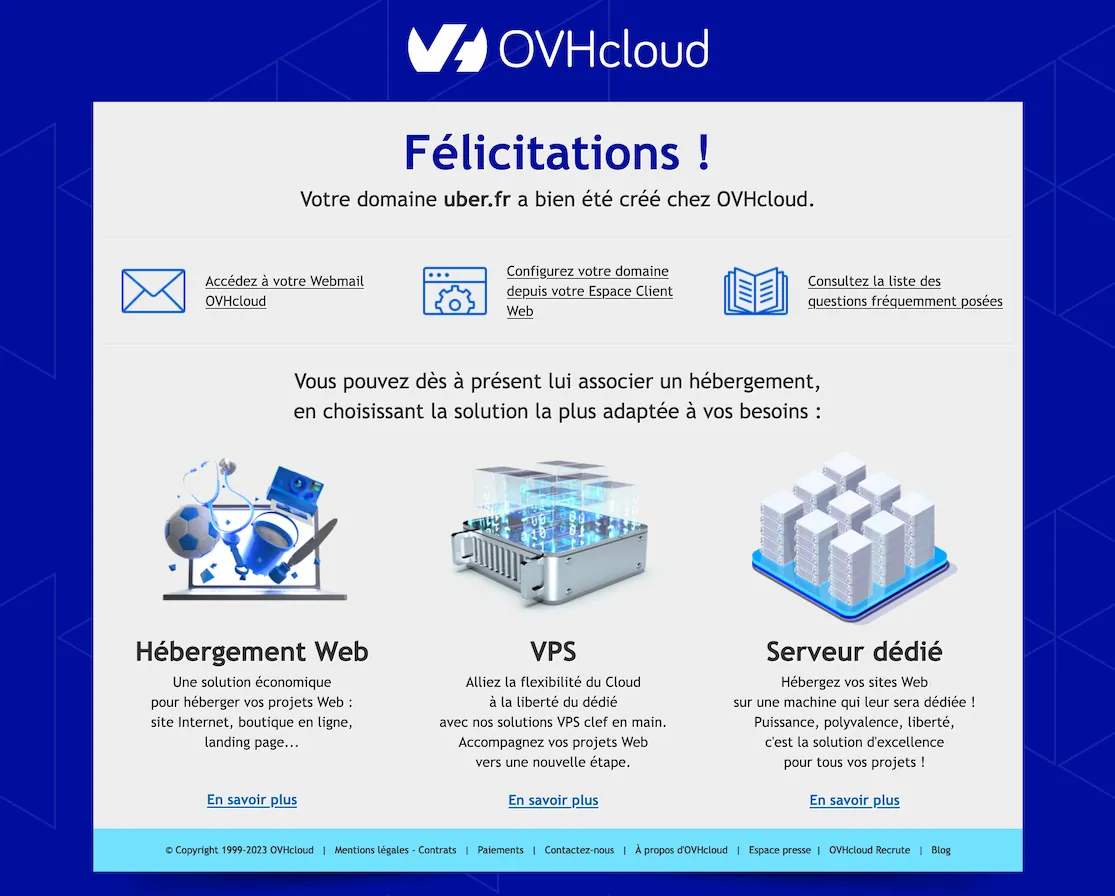 OVHcloud
Félicitations !
Votre domaine uber.fr a bien été créé chez OVHcloud.
Accédez à votre Webmail
OVHcloud
Configurez votre domaine
depuis votre Espace Client
Web
Consultez la liste des
questions fréquemment posées
Vous pouvez dès à présent lui associer un hébergement,
en choisissant la solution la plus adaptée à vos besoins :
Hébergement Web
Une solution économique
pour héberger vos projets Web :
site Internet, boutique en ligne,
landing page...
En savoir plus
VPS
Alliez la flexibilité du Cloud
à la liberté du dédié
avec nos solutions VPS clef en main.
Accompagnez vos projets Web
vers une nouvelle étape.
En savoir plus
Serveur dédié
Hébergez vos sites Web
sur une machine qui leur sera dédiée !
Puissance, polyvalence, liberté,
c'est la solution d'excellence
pour tous vos projets !
En savoir plus
© Copyright 1999-2023 OVHcloud | Mentions légales - Contrats | Paiements | Contactez-nous | À propos d'OVHcloud | Espace presse | OVHcloud Recrute | Blog